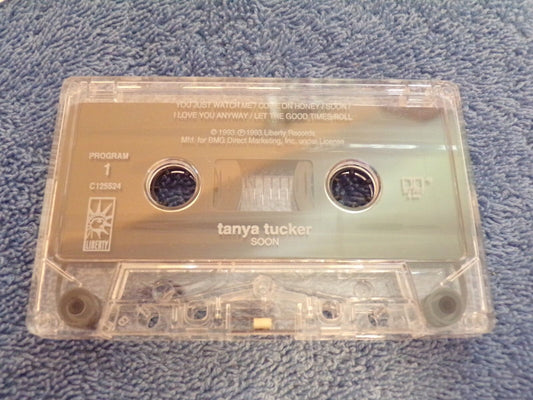 YOU JUST WATCH ME / COME ON HONEY / SOON /
I LOVE YOU ANYWAY / LET THE GOOD TIMES ROLL
© 1993 Ⓟ 1993 Liberty Records
Mfd. for BMG Direct Marketing, Inc. under License
PROGRAM
1
C125524
LIBERTY
tanya tucker
SOON